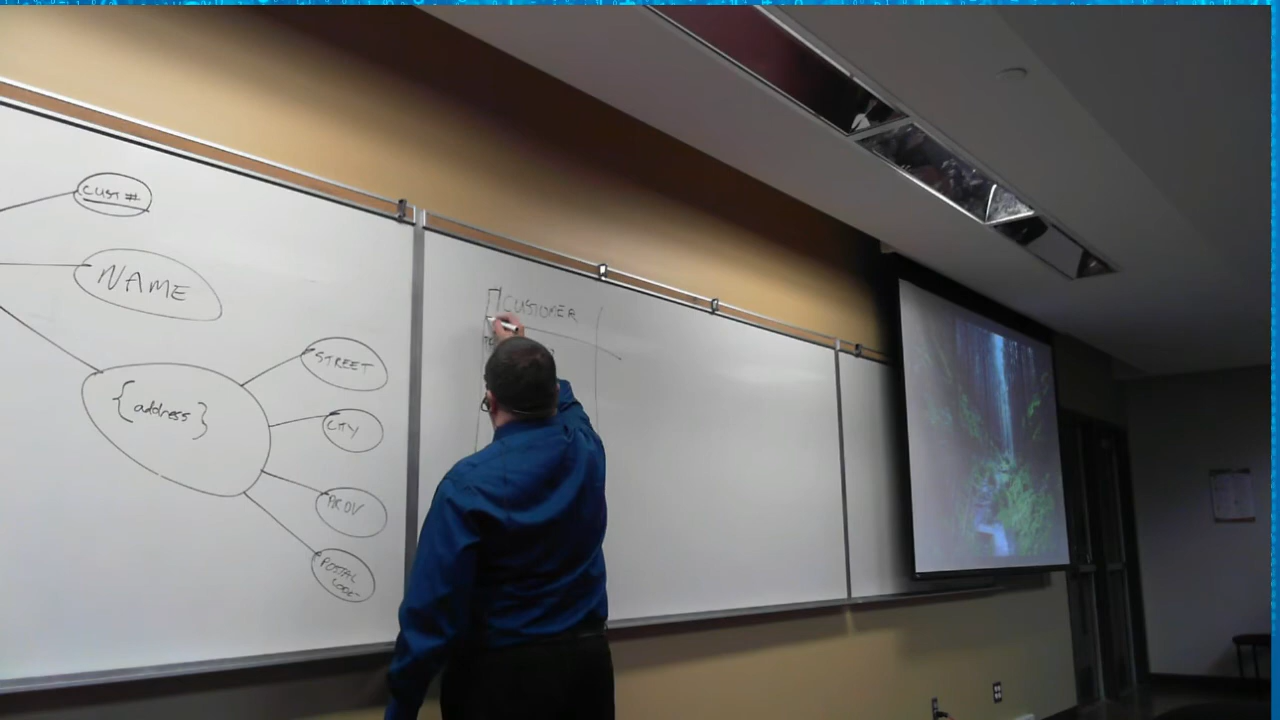 CUST #
NAME
{address}
STREET
CITY
PROV
POSTAL
CODE
CUSTOMER